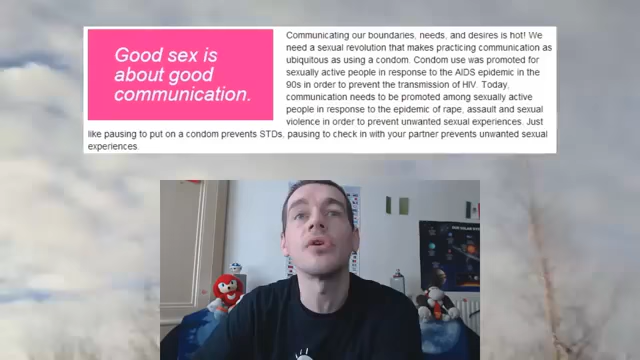 Good sex is
about good
communication.
Communicating our boundaries, needs, and desires is hot! We
need a sexual revolution that makes practicing communication as
ubiquitous as using a condom. Condom use was promoted for
sexually active people in response to the AIDS epidemic in the
90s in order to prevent the transmission of HIV. Today,
communication needs to be promoted among sexually active
people in response to the epidemic of rape, assault and sexual
violence in order to prevent unwanted sexual experiences. Just
like pausing to put on a condom prevents STDs, pausing to check in with your partner prevents unwanted sexual
experiences.